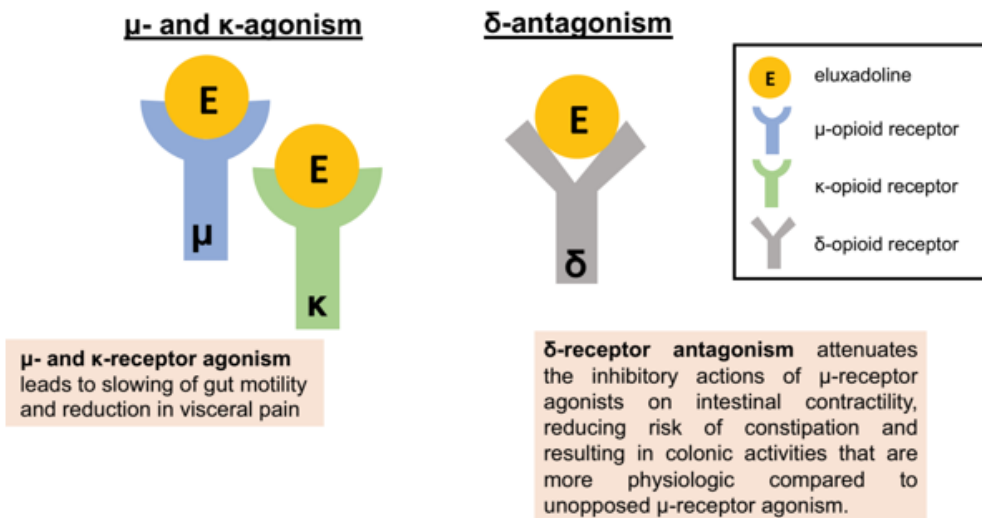 μ- and κ-agonism
E
μ
E
κ
μ- and κ-receptor agonism
leads to slowing of gut motility
and reduction in visceral pain
δ-antagonism
E
δ
δ-receptor antagonism attenuates
the inhibitory actions of μ-receptor
agonists on intestinal contractility,
reducing risk of constipation and
resulting in colonic activities that are
more physiologic compared to
unopposed μ-receptor agonism.
E eluxadoline
μ-opioid receptor
κ-opioid receptor
δ-opioid receptor